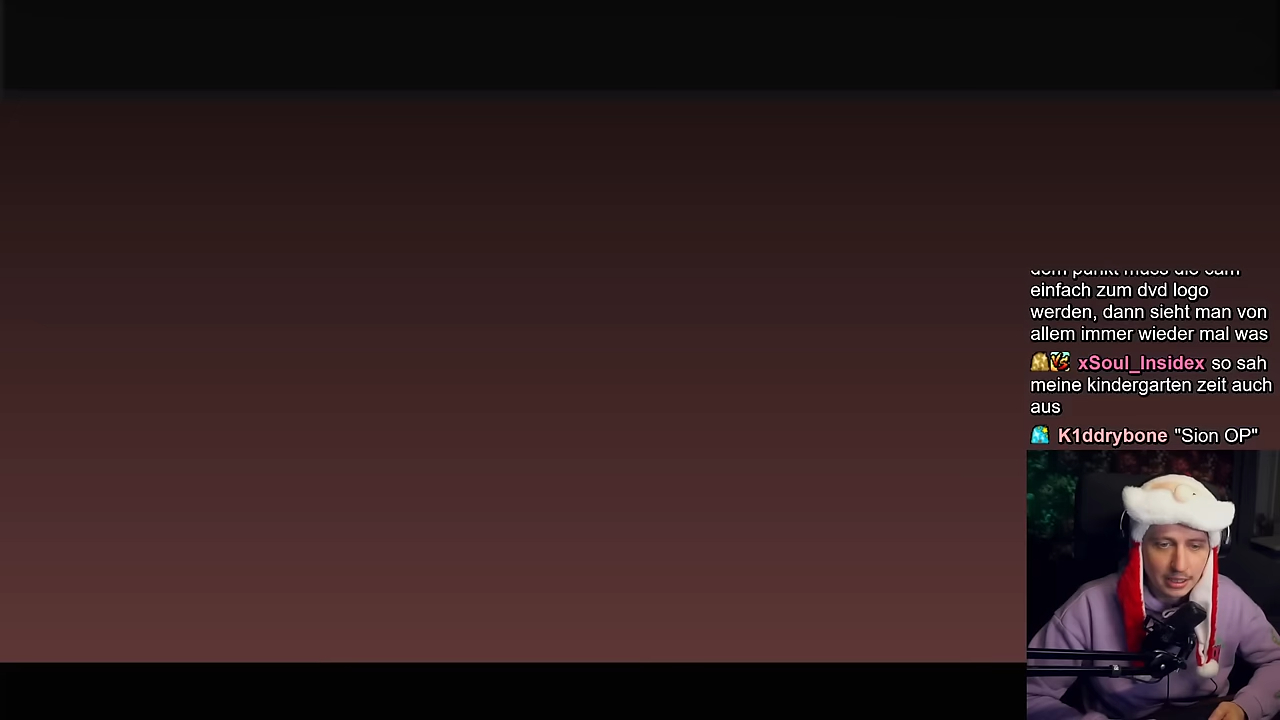 einfach zum dvd logo
werden, dann sieht man von
allem immer wieder mal was
xSoul_Insidex so sah
meine kindergarten zeit auch
aus
K1ddrybone "Sion OP"